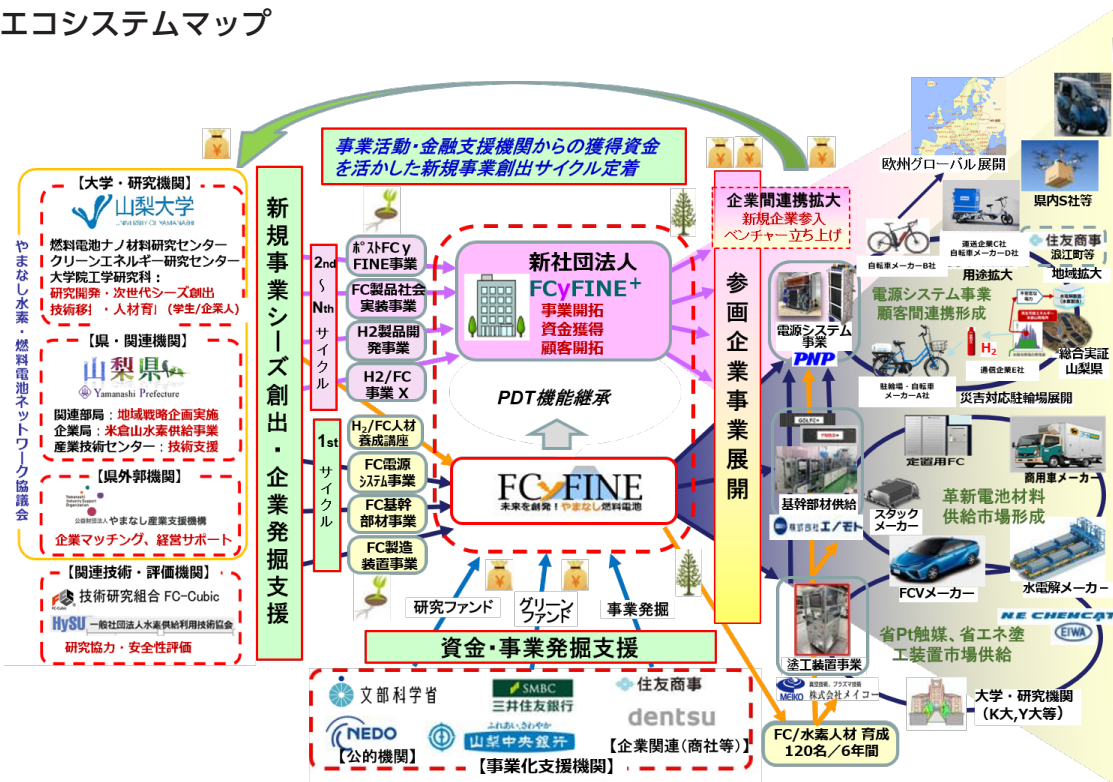 エコシステムマップ
事業活動・金融支援機関からの獲得資金
を活かした新規事業創出サイクル定着
やまなし水素・燃料電池ネットワーク協議会
【大学・研究機関】
山梨大学
UNIVERSITY OF YAMANASHI
燃料電池ナノ材料研究センター
クリーンエネルギー研究センター
大学院工学研究科：
研究開発・次世代シーズ創出
技術移・人材育(学生/企業人)
【県・関連機関】
山梨県
Yamanashi Prefecture
関連部局：地域戦略企画実施
企業局：米倉山水素供給事業
産業技術センター：技術支援
【県外郭機関】
Yamanashi
Industry Support
Organization
公益財団法人 やまなし産業支援機構
企業マッチング、経営サポート
【関連技術・評価機関】
FC-Cubic
技術研究組合 FC-Cubic
HySUT
一般社団法人水素供給利用技術協会
研究協力・安全性評価
新規事業シーズ創出・企業発掘支援
2nd
～
Nth
サイクル
ﾎﾟｽﾄFCγ
FINE事業
FC製品社会
実装事業
H2製品開
発事業
H2/FC
事業 X
1st
サイクル
H₂/FC人材
養成講座
FC電源
ｼｽﾃﾑ事業
FC基幹
部材事業
FC製造
装置事業
新社団法人
FCyFINE⁺
事業開拓
資金獲得
顧客開拓
PDT機能継承
FCyFINE
未来を創発！やまなし燃料電池
研究ファンド
グリーン
ファンド
事業発掘
資金・事業発掘支援
文部科学省
NEDO
【公的機関】
SMBC
三井住友銀行
ふれあい、さわやか
山梨中央銀行
住友商事
dentsu
【企業関連(商社等)】
【事業化支援機関】
企業間連携拡大
新規企業参入
ベンチャー立ち上げ
参画企業事業展開
電源システム
事業
PNP
基幹部材供給
株式会社エノモト
塗工装置事業
MEIKO
真空技術、プラズマ技術
株式会社メイコー
FC/水素人材 育成
120名／6年間
欧州グローバル展開
県内S社等
自転車メーカーB社
運送企業C社
自転車メーカーD社
住友商事
浪江町等
用途拡大
地域拡大
電源システム事業
顧客間連携形成
H₂
駐輪場・自転車
メーカーA社
通信企業E社
総合実証
山梨県
災害対応駐輪場展開
定置用FC
商用車メーカー
スタック
メーカー
革新電池材料
供給市場形成
FCVメーカー
水電解メーカー
N.E. CHEMCAT
EIWA
省Pt触媒、省エネ塗
工装置市場供給
大学・研究機関
（K大,Y大等）